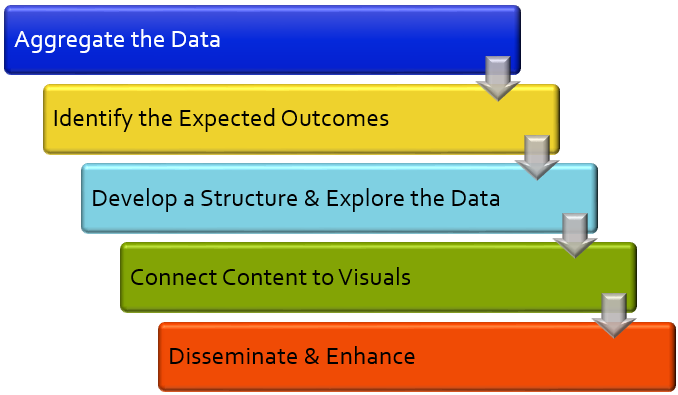 Aggregate the Data
Identify the Expected Outcomes
Develop a Structure & Explore the Data
Connect Content to Visuals
Disseminate & Enhance